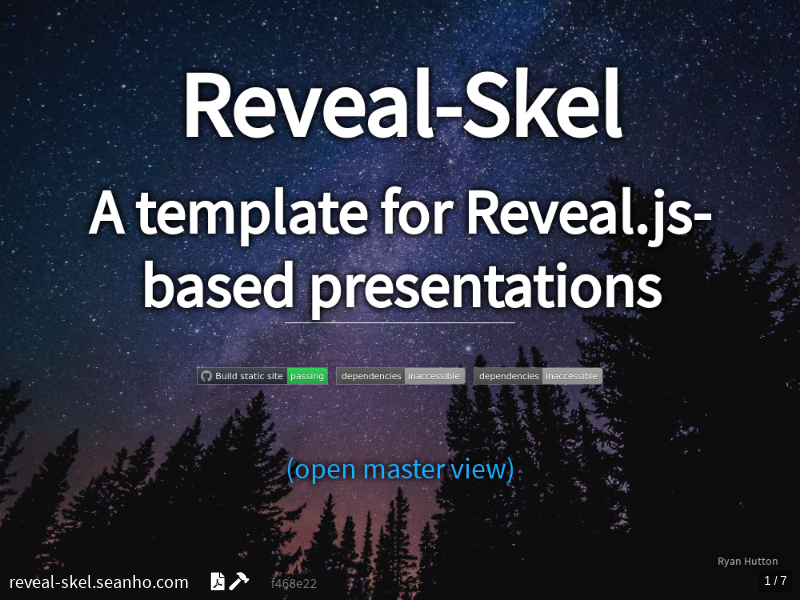 Reveal-Skel
A template for Reveal.js-
based presentations
Build static site passing dependencies inaccessible dependencies inaccessible
(open master view)
Ryan Hutton
reveal-skel.seanho.com f468e22 1 / 7